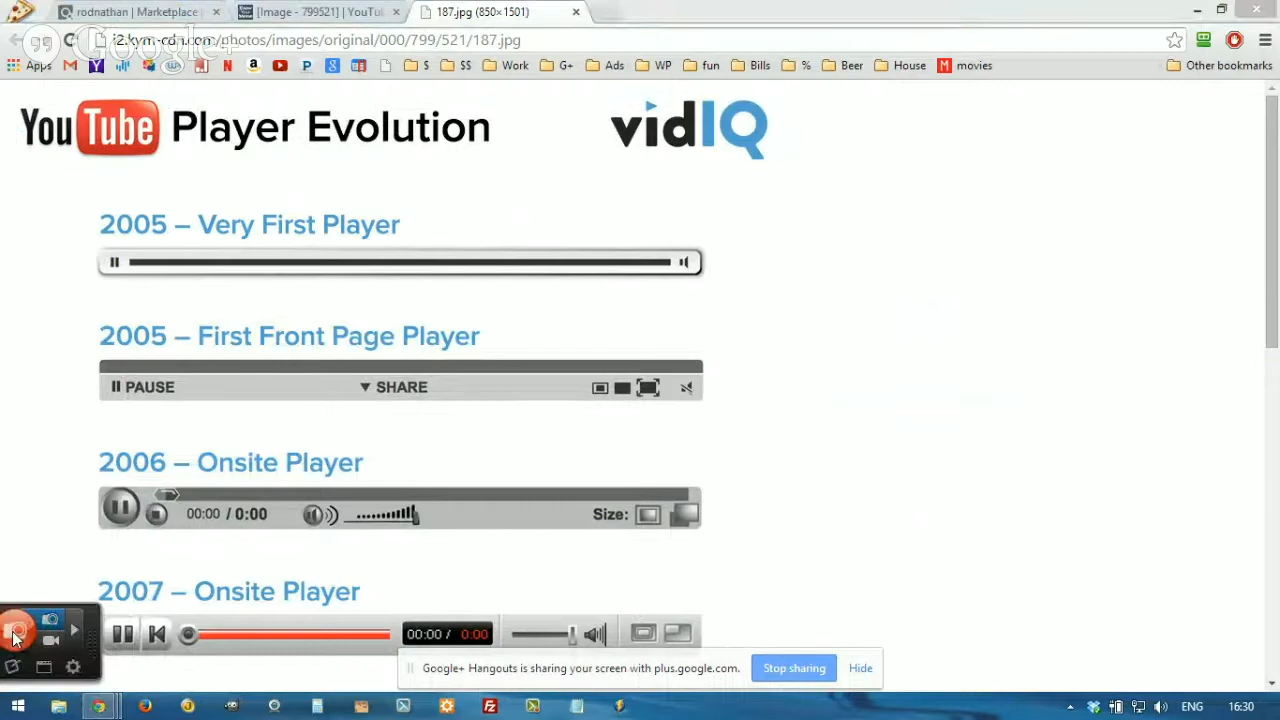 rodnathan | Marketplace
[Image - 799521] | YouTu
187.jpg (850×1501)
Google+
i2.kym-cdn.com/photos/images/original/000/799/521/187.jpg
Apps
$
$$
Work
G+
Ads
WP
fun
Bills
%
Beer
House
movies
Other bookmarks
YouTube Player Evolution
vidIQ
2005 – Very First Player
2005 – First Front Page Player
PAUSE
SHARE
2006 – Onsite Player
00:00 / 0:00
Size:
2007 – Onsite Player
00:00 / 0:00
Google+ Hangouts is sharing your screen with plus.google.com.
Stop sharing
Hide
ENG
16:30